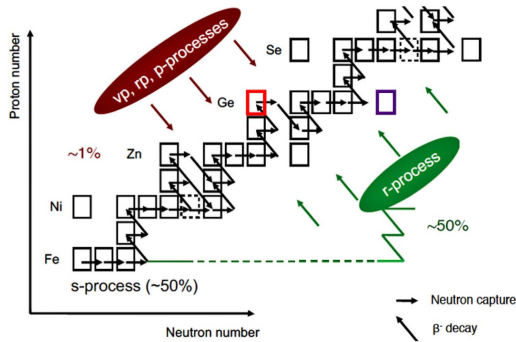 Proton number
νp, rp, p-processes
Se
Ge
~1%
Zn
r-process
Ni
~50%
Fe
s-process (~50%)
Neutron capture
Neutron number
β⁻ decay